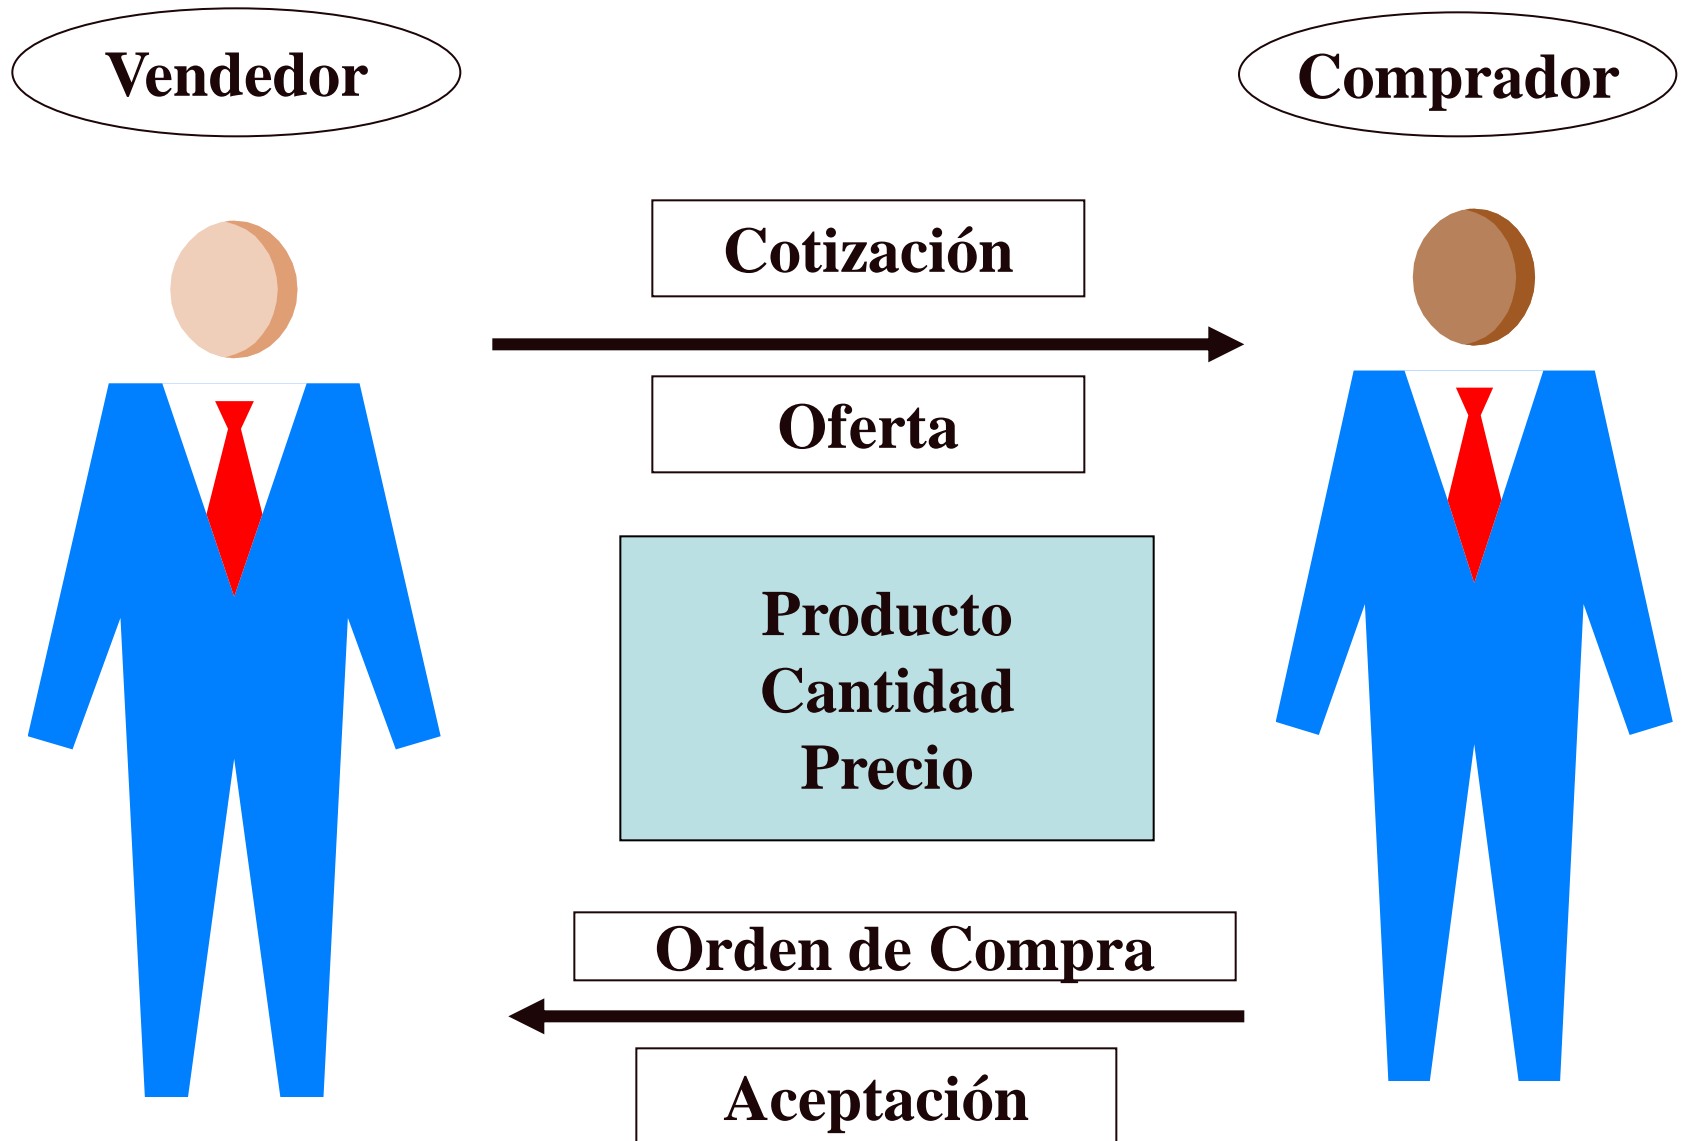 Vendedor
Comprador
Cotización
Oferta
Producto
Cantidad
Precio
Orden de Compra
Aceptación